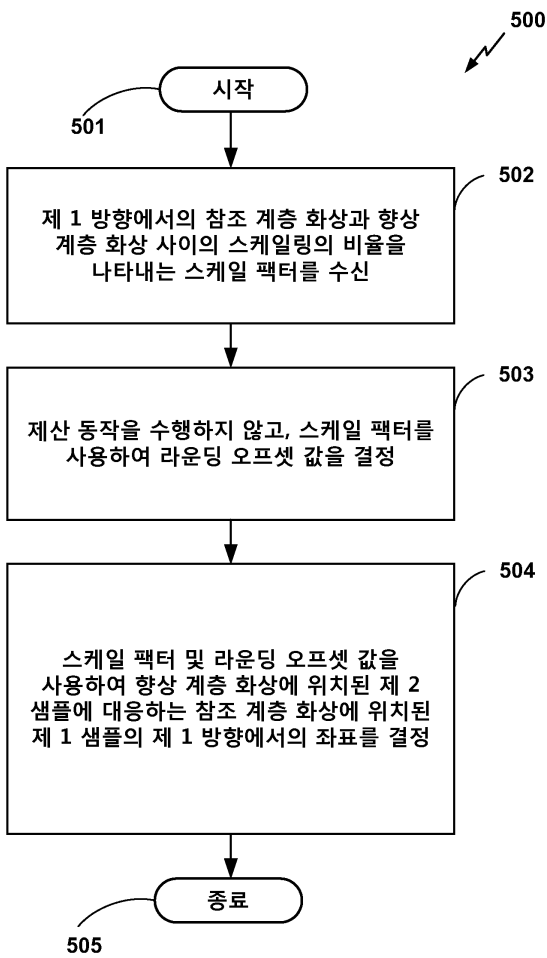 500
시작
501
502
제 1 방향에서의 참조 계층 화상과 향상
계층 화상 사이의 스케일링의 비율을
나타내는 스케일 팩터를 수신
503
제산 동작을 수행하지 않고, 스케일 팩터를
사용하여 라운딩 오프셋 값을 결정
504
스케일 팩터 및 라운딩 오프셋 값을
사용하여 향상 계층 화상에 위치된 제 2
샘플에 대응하는 참조 계층 화상에 위치된
제 1 샘플의 제 1 방향에서의 좌표를 결정
종료
505